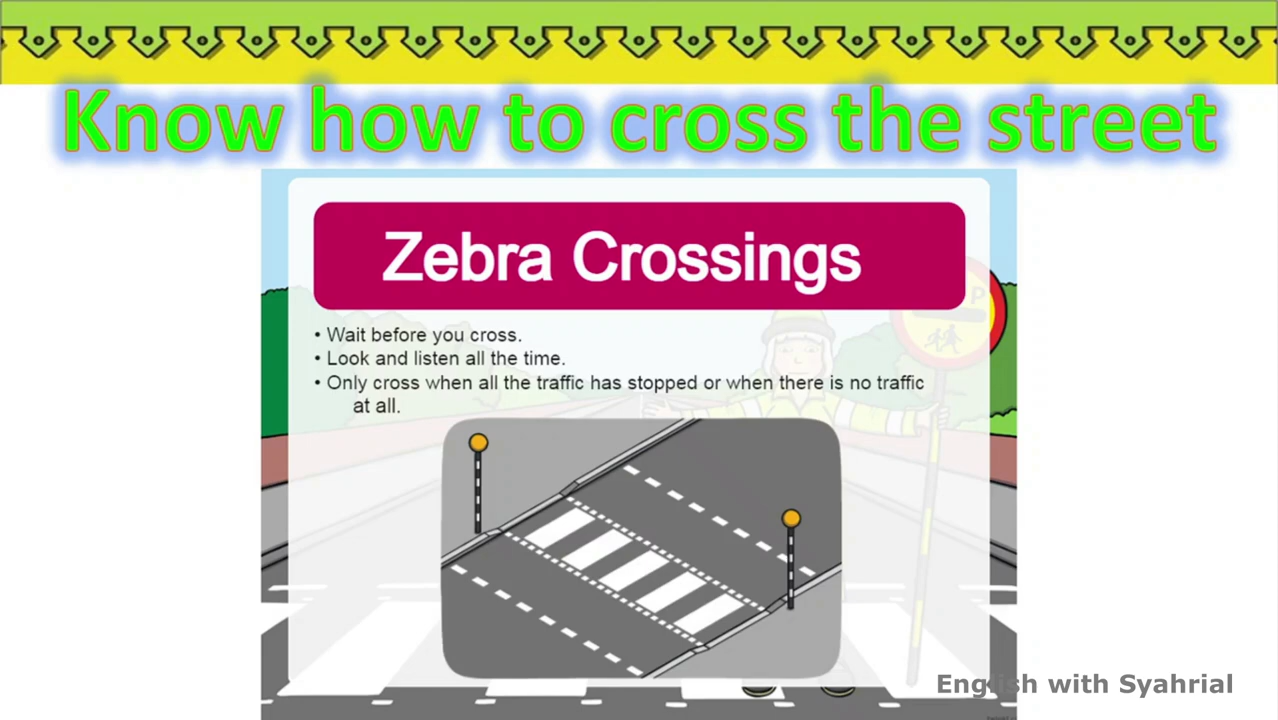 Know how to cross the street
Zebra Crossings
• Wait before you cross.
• Look and listen all the time.
• Only cross when all the traffic has stopped or when there is no traffic
at all.
English with Syahrial